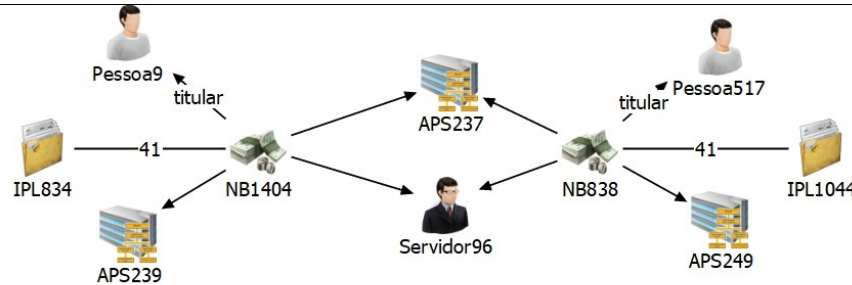 Pessoa9
titular
41
IPL834
NB1404
APS239
APS237
Servidor96
Pessoa517
titular
41
NB838
IPL1044
APS249